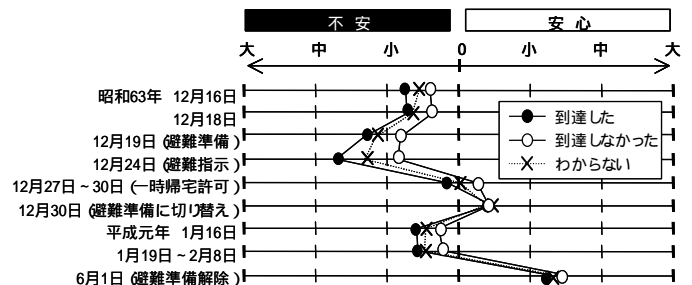 不 安 安 心
大 中 小 0 小 中 大
昭和63年 12月16日
12月18日
12月19日(避難準備)
12月24日(避難指示)
12月27日~30日(一時帰宅許可)
12月30日(避難準備に切り替え)
平成元年 1月16日
1月19日~2月8日
6月1日(避難準備解除)
到達した
到達しなかった
わからない